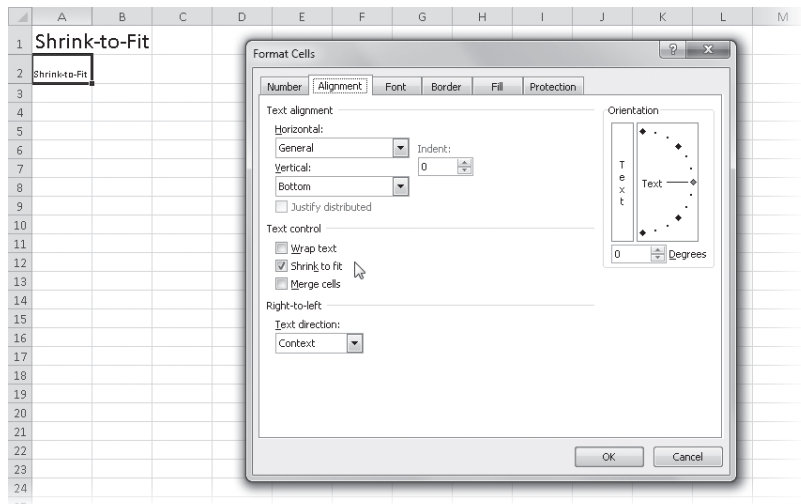 A B C D E F G H I J K L M
1 Shrink-to-Fit
2 Shrink-to-Fit
3
4
5
6
7
8
9
10
11
12
13
14
15
16
17
18
19
20
21
22
23
24
Format Cells
Number Alignment Font Border Fill Protection
Text alignment
Horizontal:
General
Indent:
Vertical:
0
Bottom
Justify distributed
Text control
Wrap text
Shrink to fit
Merge cells
Right-to-left
Text direction:
Context
Orientation
Text
Text
0 Degrees
OK Cancel